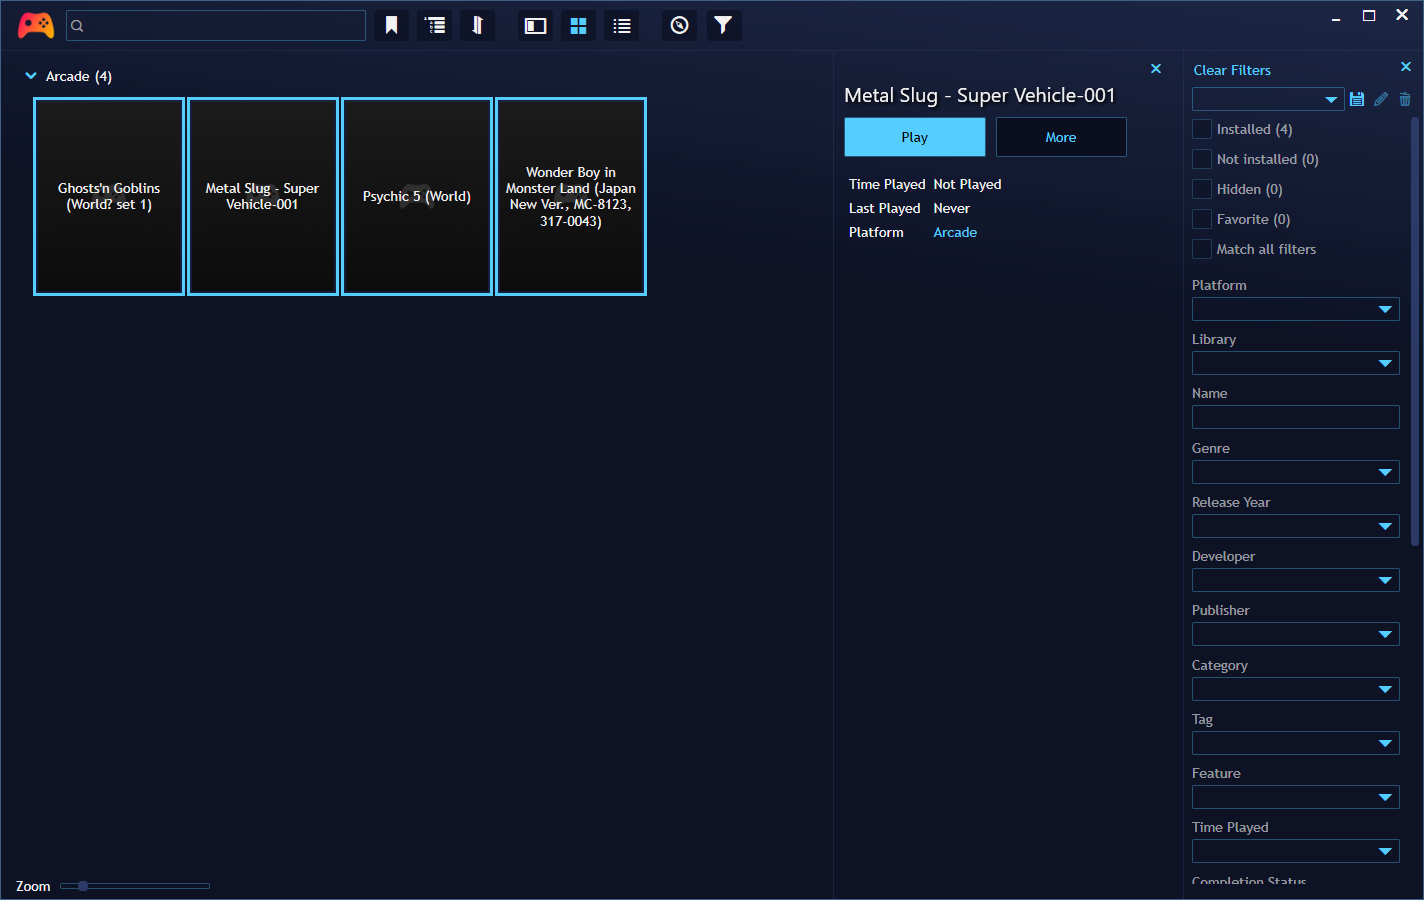 Arcade (4)
Ghosts'n Goblins
(World? set 1)
Metal Slug - Super
Vehicle-001
Psychic 5 (World)
Wonder Boy in
Monster Land (Japan
New Ver., MC-8123,
317-0043)
Zoom
Metal Slug - Super Vehicle-001
Play
More
Time Played Not Played
Last Played Never
Platform Arcade
Clear Filters
Installed (4)
Not installed (0)
Hidden (0)
Favorite (0)
Match all filters
Platform
Library
Name
Genre
Release Year
Developer
Publisher
Category
Tag
Feature
Time Played
Completion Status